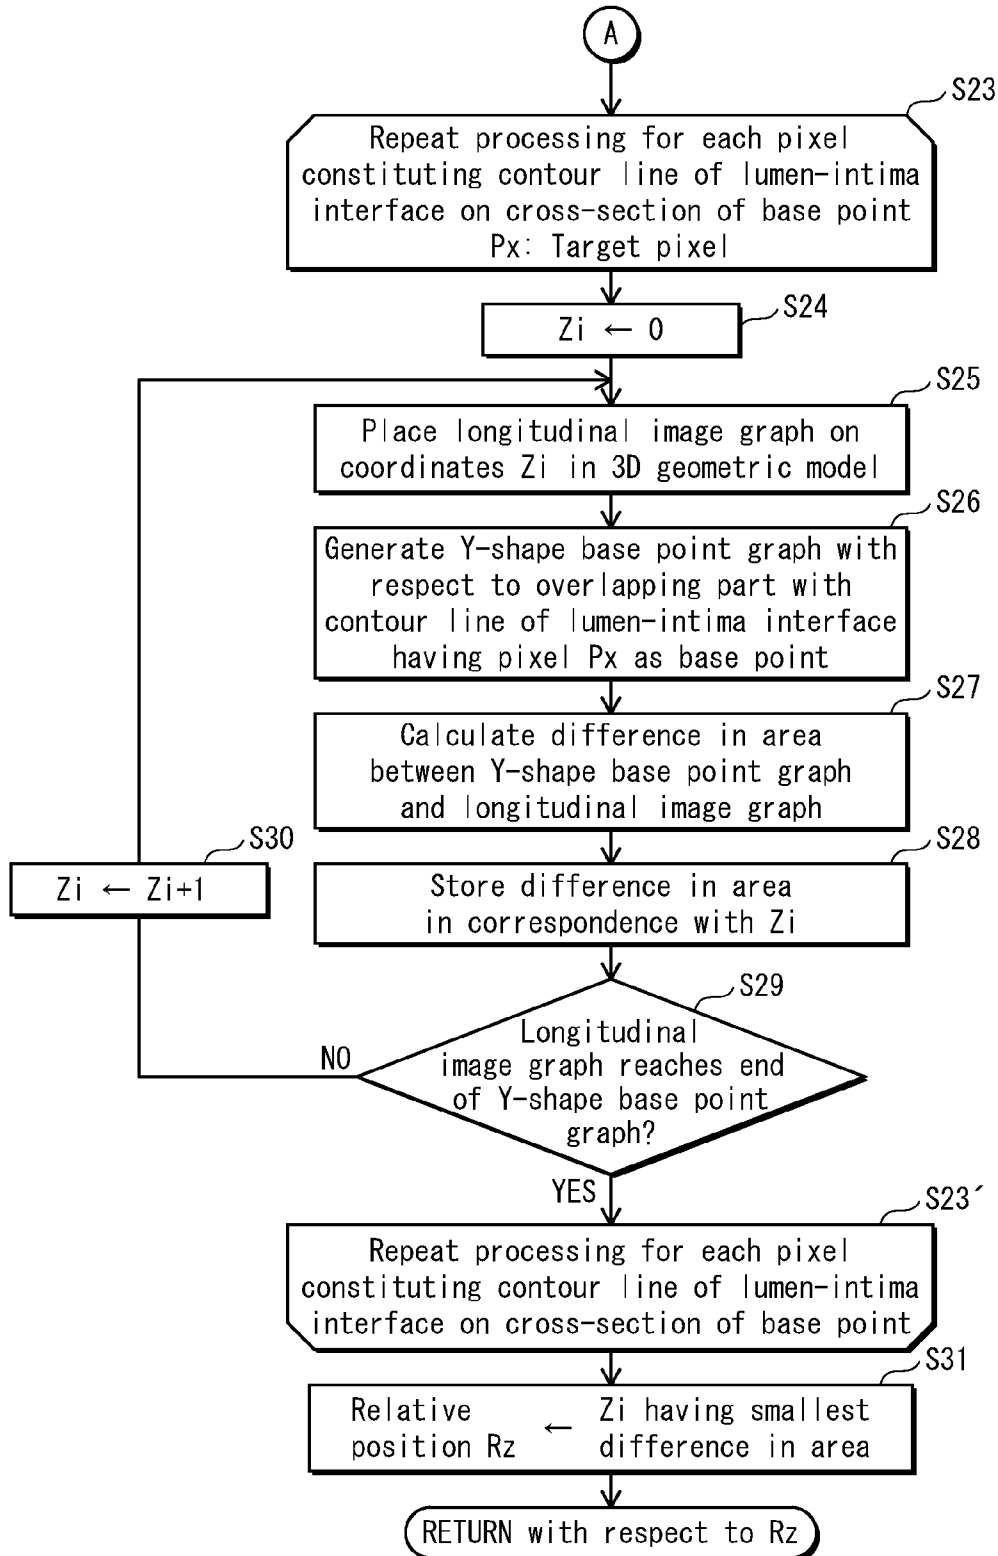 A
S23
Repeat processing for each pixel
constituting contour line of lumen-intima
interface on cross-section of base point
Px: Target pixel
S24
Zi ← 0
S25
Place longitudinal image graph on
coordinates Zi in 3D geometric model
S26
Generate Y-shape base point graph with
respect to overlapping part with
contour line of lumen-intima interface
having pixel Px as base point
S27
Calculate difference in area
between Y-shape base point graph
and longitudinal image graph
S30
Zi ← Zi+1
S28
Store difference in area
in correspondence with Zi
S29
Longitudinal
image graph reaches end
of Y-shape base point
graph?
NO
YES
S23´
Repeat processing for each pixel
constituting contour line of lumen-intima
interface on cross-section of base point
S31
Relative
position Rz
←
Zi having smallest
difference in area
RETURN with respect to Rz